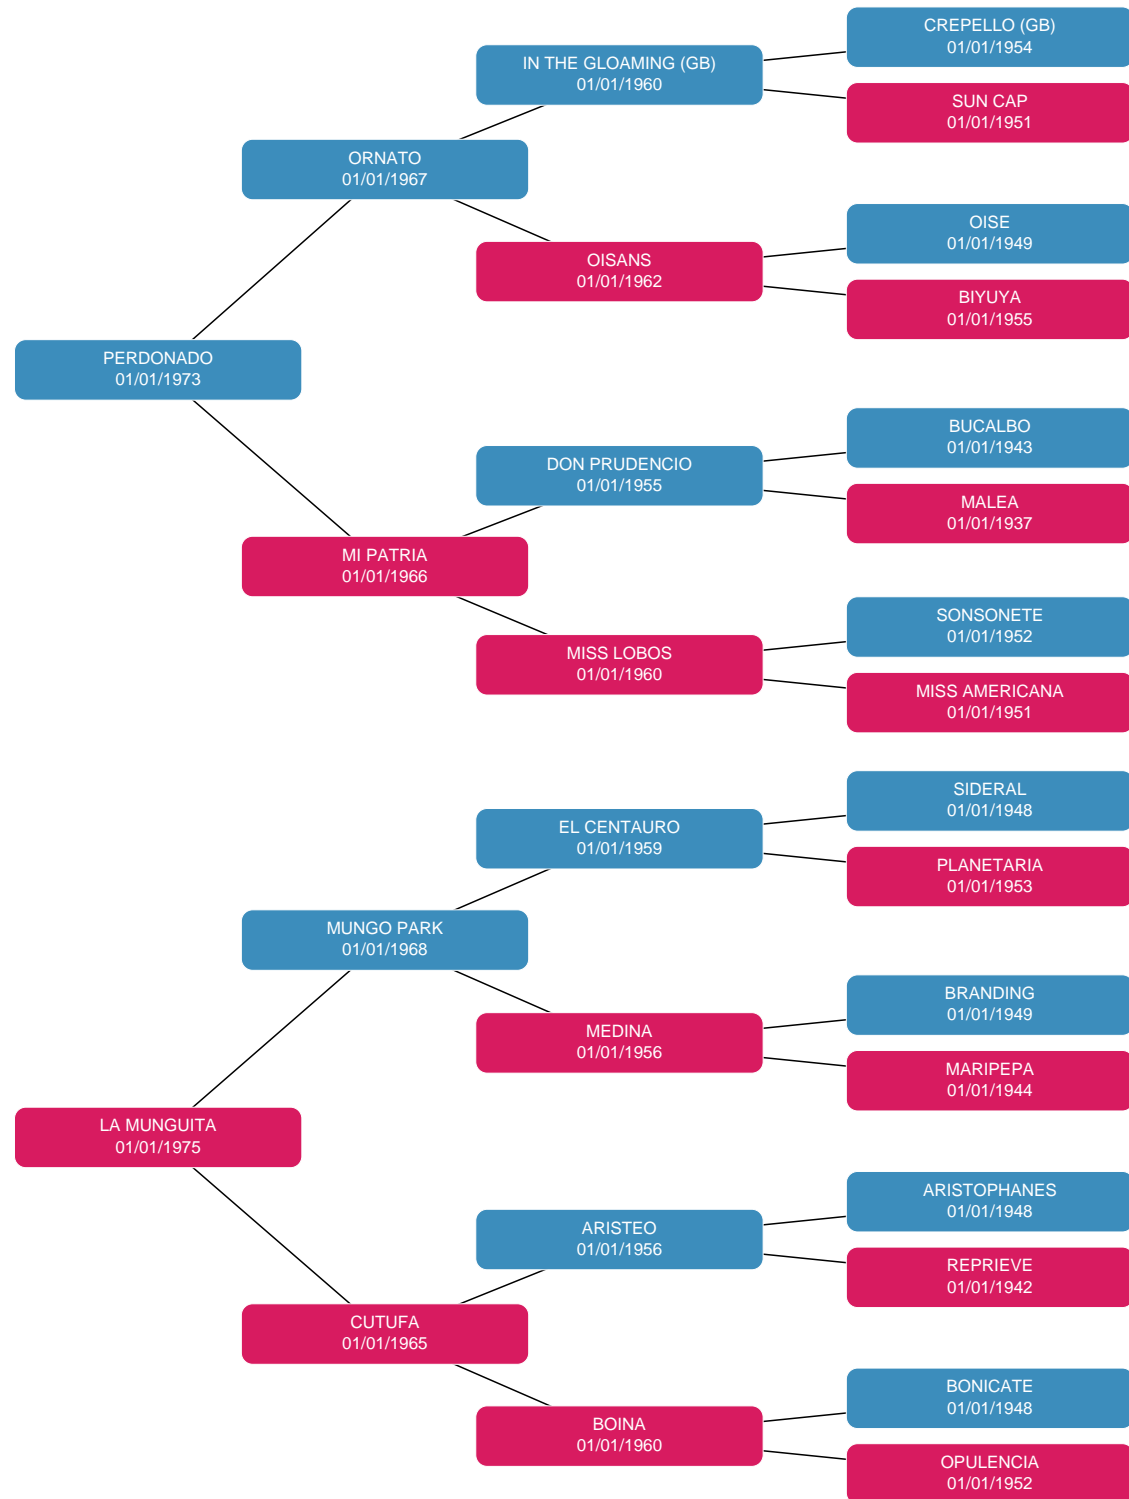 CREPELLO (GB)
01/01/1954
IN THE GLOAMING (GB)
01/01/1960
SUN CAP
01/01/1951
ORNATO
01/01/1967
OISE
01/01/1949
OISANS
01/01/1962
BIYUYA
01/01/1955
PERDONADO
01/01/1973
BUCALBO
01/01/1943
DON PRUDENCIO
01/01/1955
MALEA
01/01/1937
MI PATRIA
01/01/1966
SONSONETE
01/01/1952
MISS LOBOS
01/01/1960
MISS AMERICANA
01/01/1951
SIDERAL
01/01/1948
EL CENTAURO
01/01/1959
PLANETARIA
01/01/1953
MUNGO PARK
01/01/1968
BRANDING
01/01/1949
MEDINA
01/01/1956
MARIPEPA
01/01/1944
LA MUNGUITA
01/01/1975
ARISTOPHANES
01/01/1948
ARISTEO
01/01/1956
REPRIEVE
01/01/1942
CUTUFA
01/01/1965
BONICATE
01/01/1948
BOINA
01/01/1960
OPULENCIA
01/01/1952